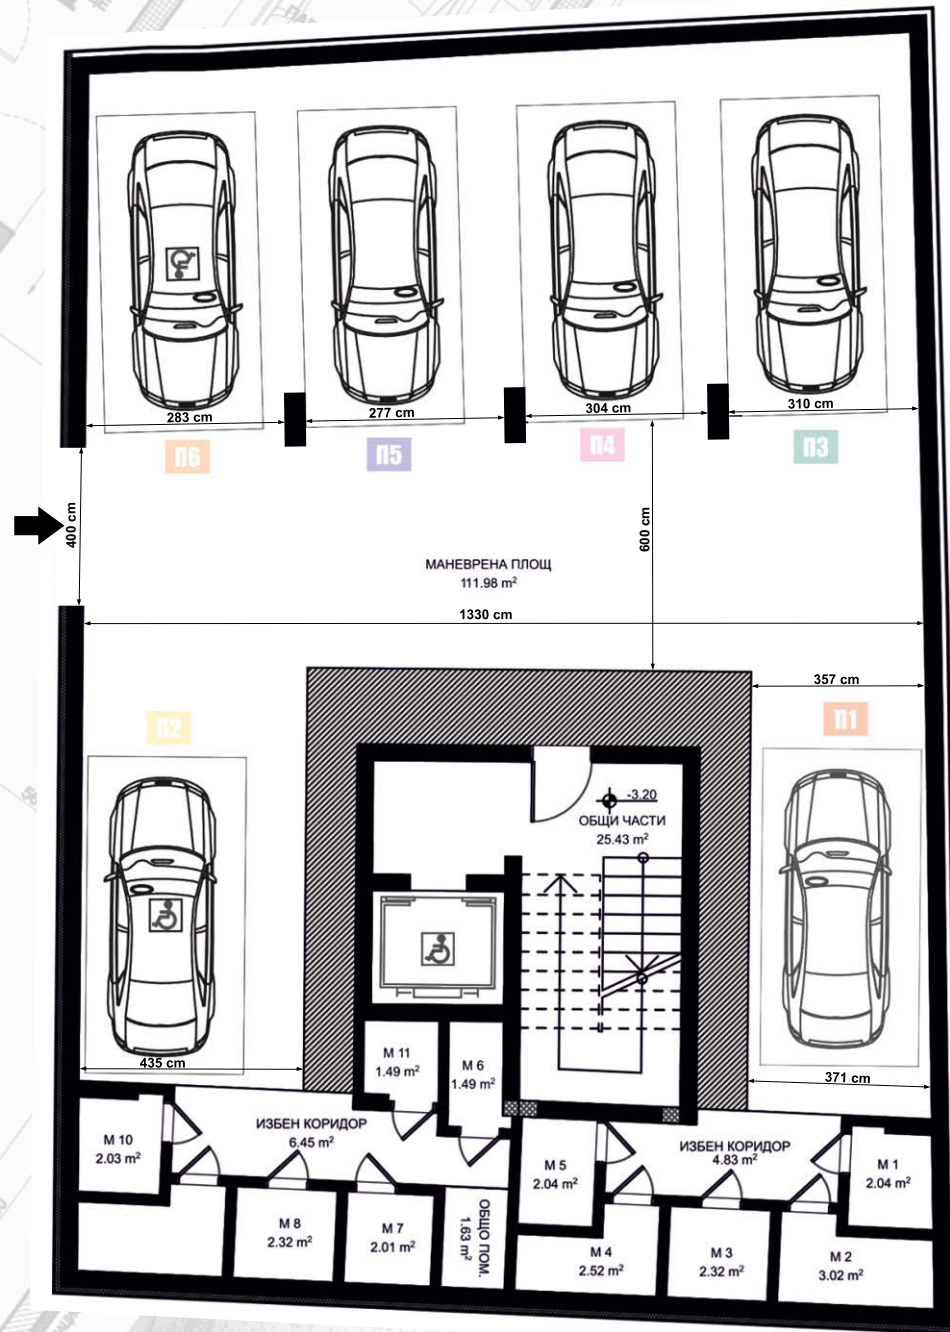 283 cm
277 cm
304 cm
310 cm
П6
П5
П4
П3
400 cm
600 cm
МАНЕВРЕНА ПЛОЩ
111.98 m²
1330 cm
357 cm
П2
П1
-3.20
ОБЩИ ЧАСТИ
25.43 m²
435 cm
371 cm
М 11
1.49 m²
М 6
1.49 m²
ИЗБЕН КОРИДОР
6.45 m²
ИЗБЕН КОРИДОР
4.83 m²
М 10
2.03 m²
М 5
2.04 m²
М 1
2.04 m²
М 8
2.32 m²
М 7
2.01 m²
ОБЩО ПОМ.
1.63 m²
М 4
2.52 m²
М 3
2.32 m²
М 2
3.02 m²